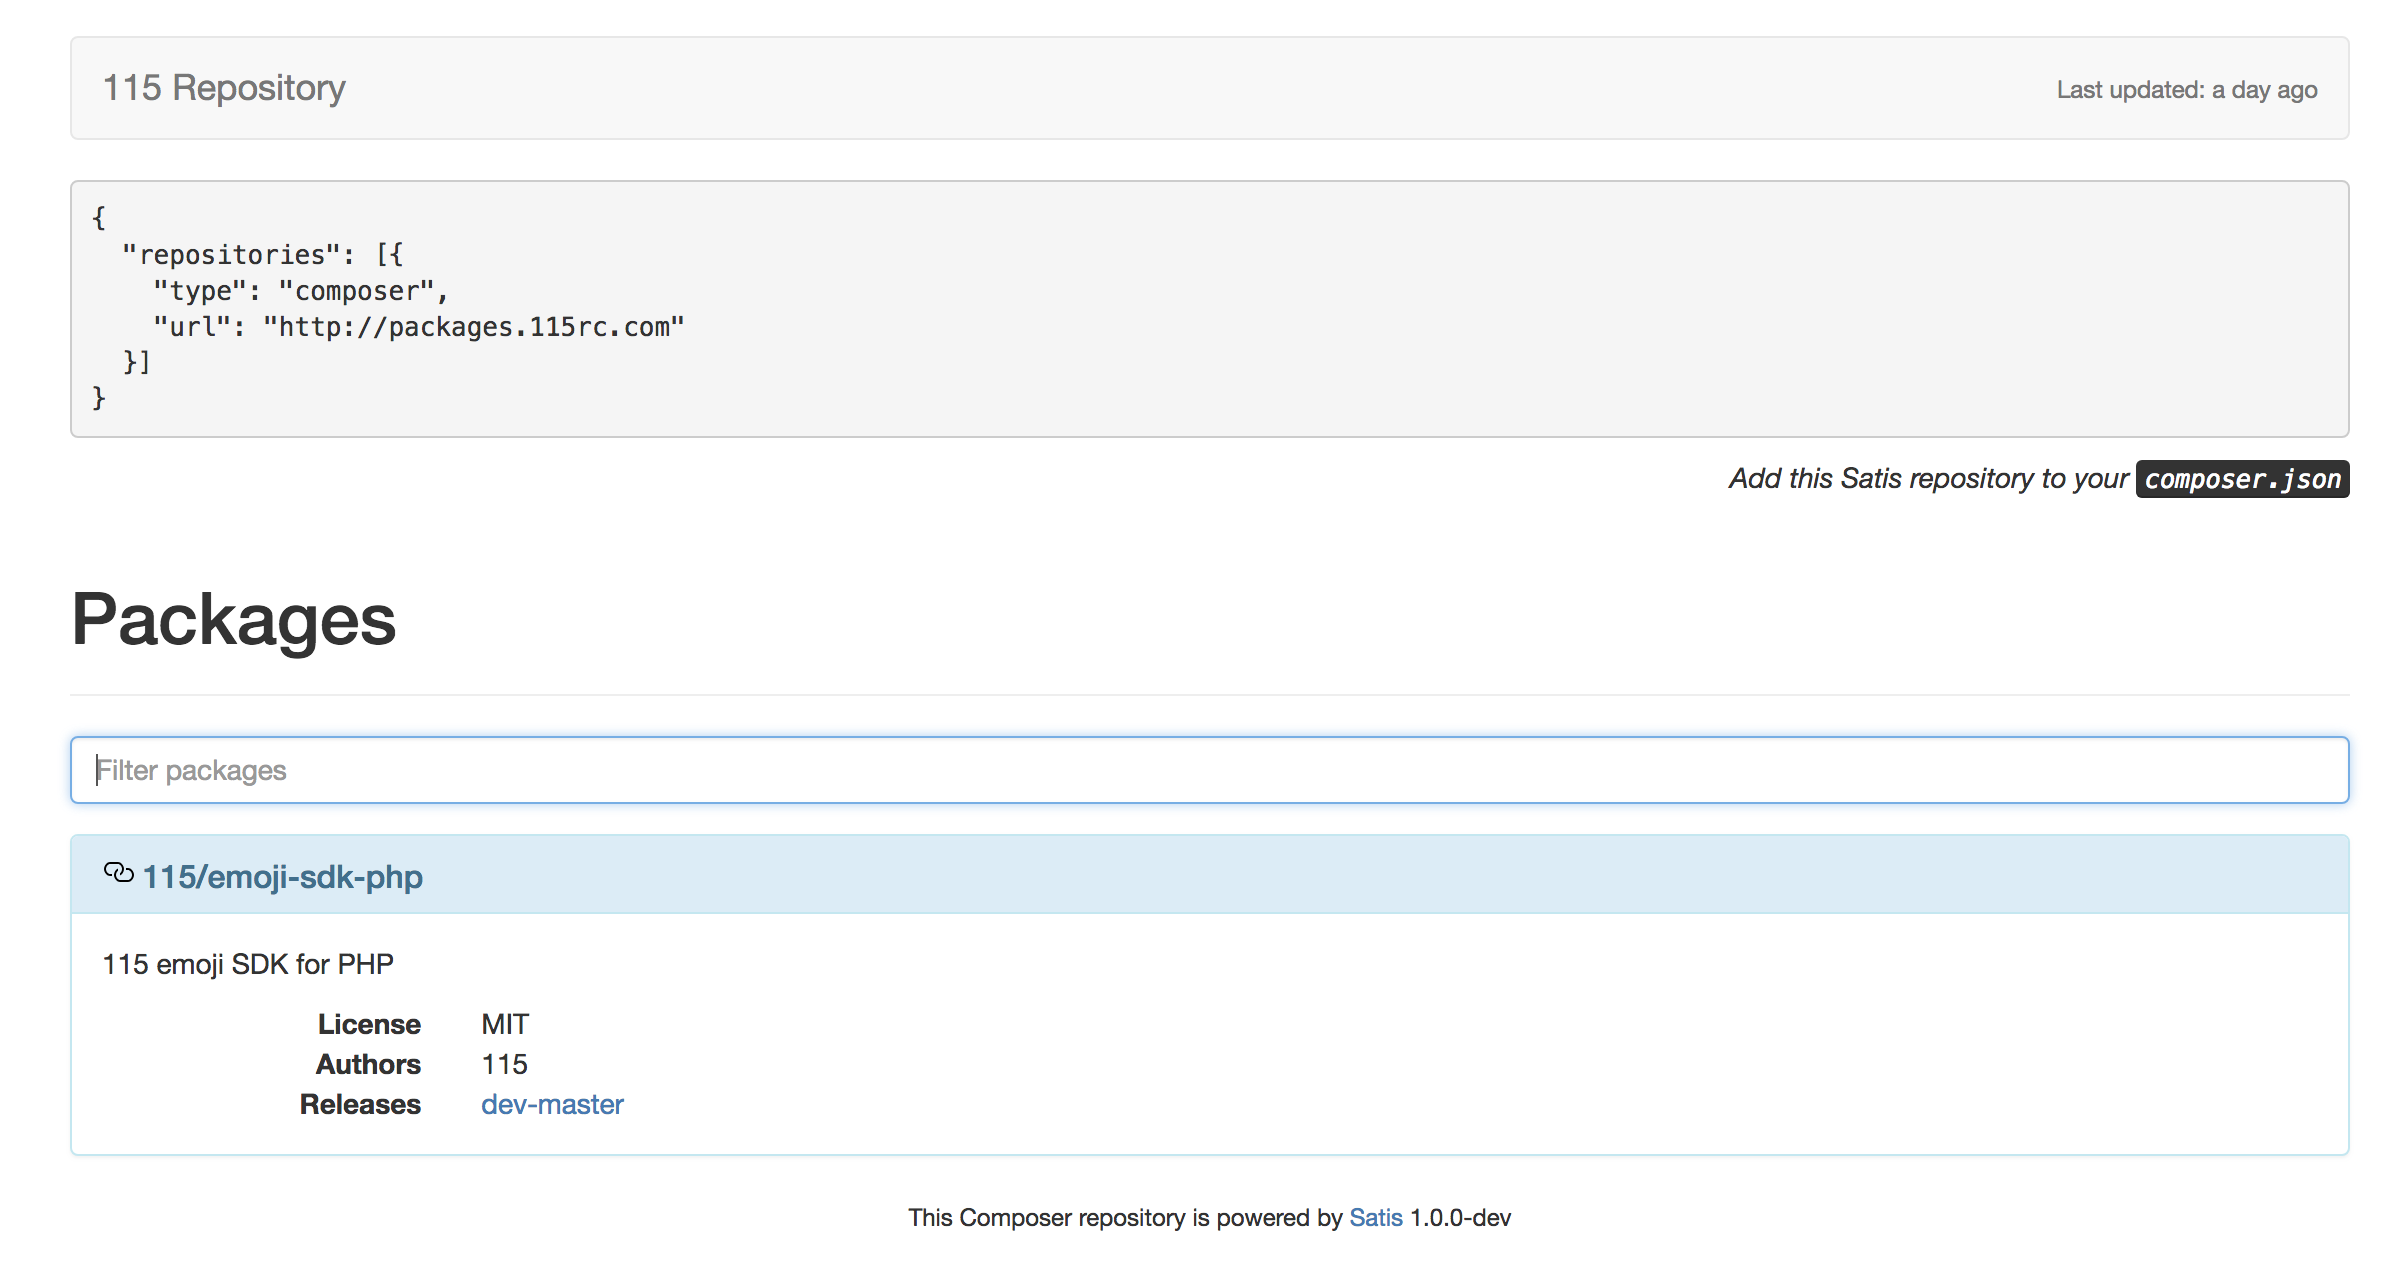 115 Repository
Last updated: a day ago
{
  "repositories": [{
    "type": "composer",
    "url": "http://packages.115rc.com"
  }]
}
Add this Satis repository to your composer.json
Packages
Filter packages
115/emoji-sdk-php
115 emoji SDK for PHP
License MIT
Authors 115
Releases dev-master
This Composer repository is powered by Satis 1.0.0-dev